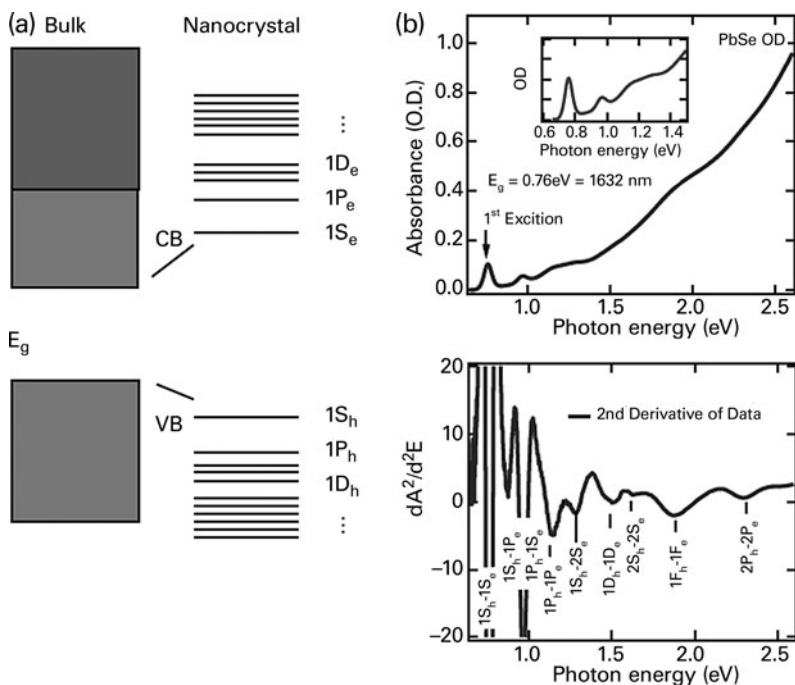 (a) Bulk
Nanocrystal
⋮
1Dₑ
1Pₑ
1Sₑ
CB
E_g
VB
1Sₕ
1Pₕ
1Dₕ
⋮
(b)
PbSe OD
Absorbance (O.D.)
1.0
0.8
0.6
0.4
0.2
0.0
OD
0.6 0.8 1.0 1.2 1.4
Photon energy (eV)
E_g = 0.76eV = 1632 nm
1st Excition
1.0 1.5 2.0 2.5
Photon energy (eV)
dA²/d²E
20
10
0
−10
−20
2nd Derivative of Data
1Sₕ-1Sₑ
1Sₕ-1Pₑ
1Pₕ-1Sₑ
1Pₕ-1Pₑ
1Sₕ-2Sₑ
1Dₕ-1Dₑ
2Sₕ-2Sₑ
1Fₕ-1Fₑ
2Pₕ-2Pₑ
1.0 1.5 2.0 2.5
Photon energy (eV)